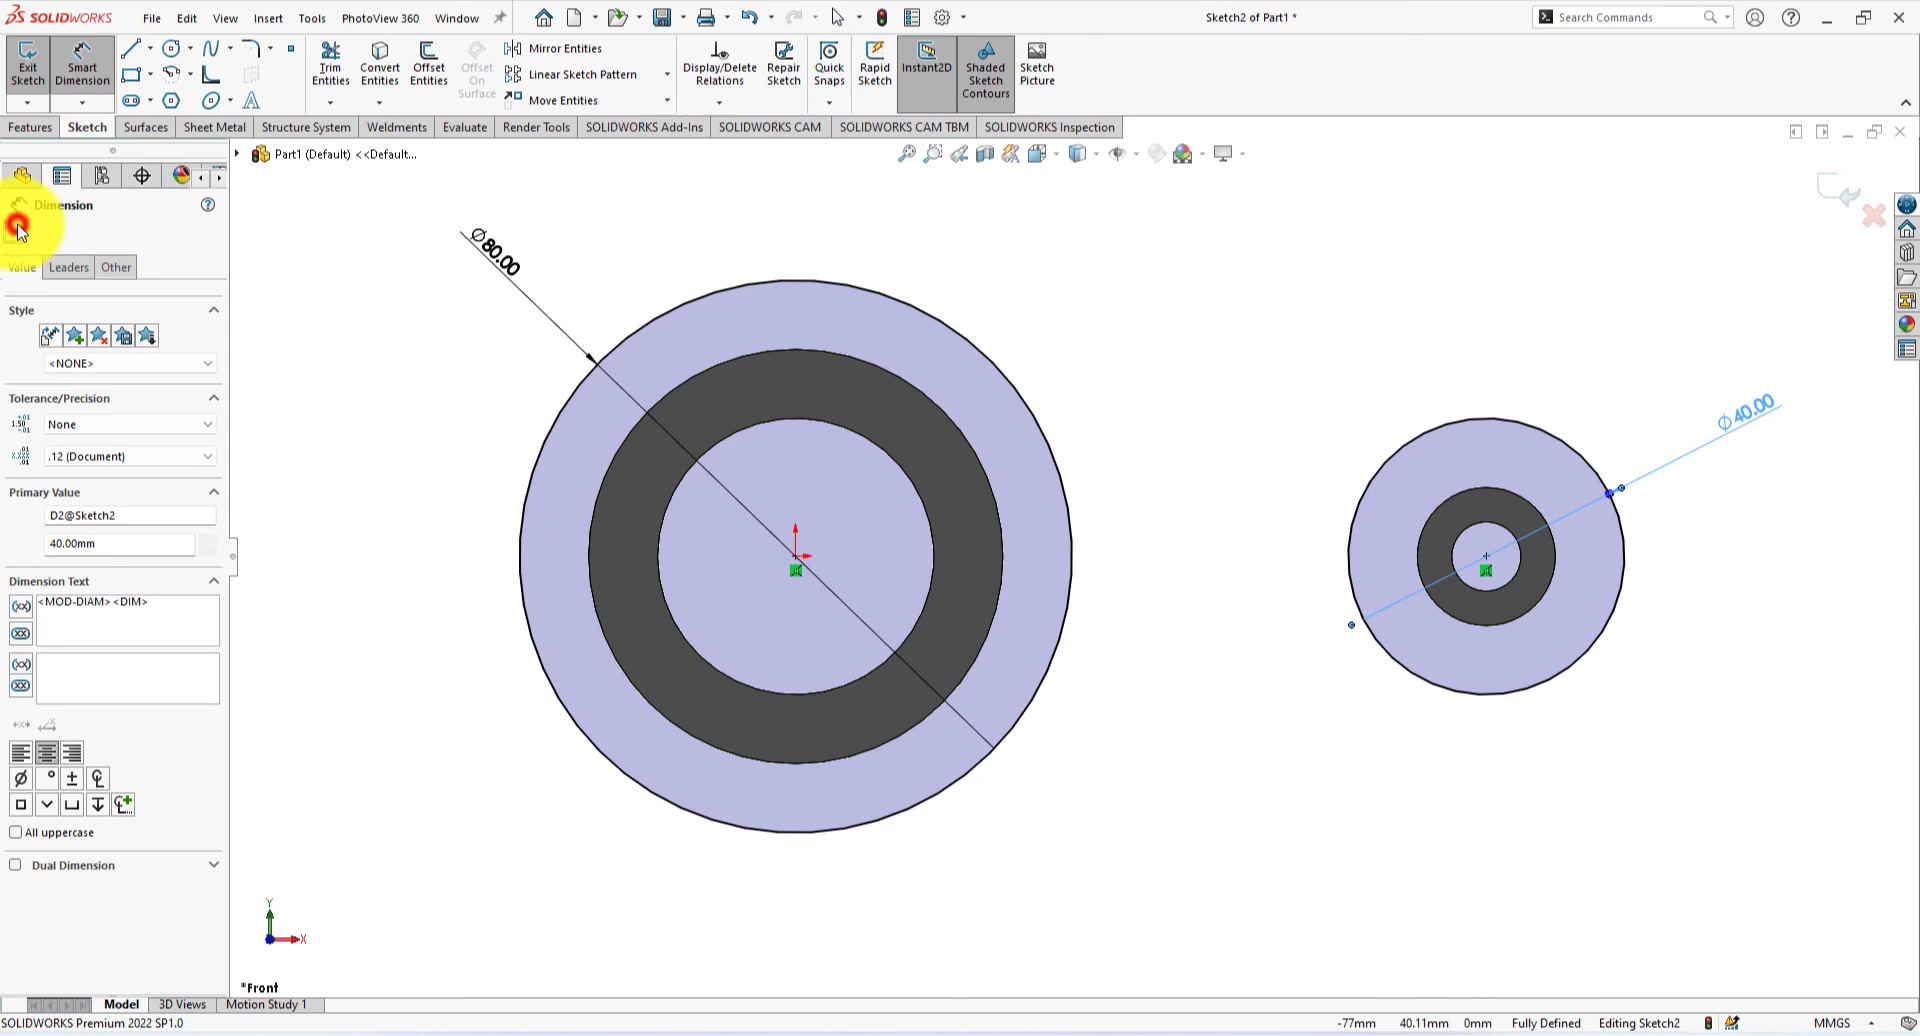 SOLIDWORKS
File Edit View Insert Tools PhotoView 360 Window
Sketch2 of Part1 *
Search Commands
Exit Sketch
Smart Dimension
Trim Entities
Convert Entities
Offset Entities
Offset On Surface
Mirror Entities
Linear Sketch Pattern
Move Entities
Display/Delete Relations
Repair Sketch
Quick Snaps
Rapid Sketch
Instant2D
Shaded Sketch Contours
Sketch Picture
Features Sketch Surfaces Sheet Metal Structure System Weldments Evaluate Render Tools SOLIDWORKS Add-Ins SOLIDWORKS CAM SOLIDWORKS CAM TBM SOLIDWORKS Inspection
Part1 (Default) <<Default...
Dimension
Value Leaders Other
Style
<NONE>
Tolerance/Precision
None
.12 (Document)
Primary Value
D2@Sketch2
40.00mm
Dimension Text
<MOD-DIAM><DIM>
All uppercase
Dual Dimension
Ø80.00
Ø40.00
Y
X
*Front
Model 3D Views Motion Study 1
SOLIDWORKS Premium 2022 SP1.0
-77mm 40.11mm 0mm Fully Defined Editing Sketch2 MMGS